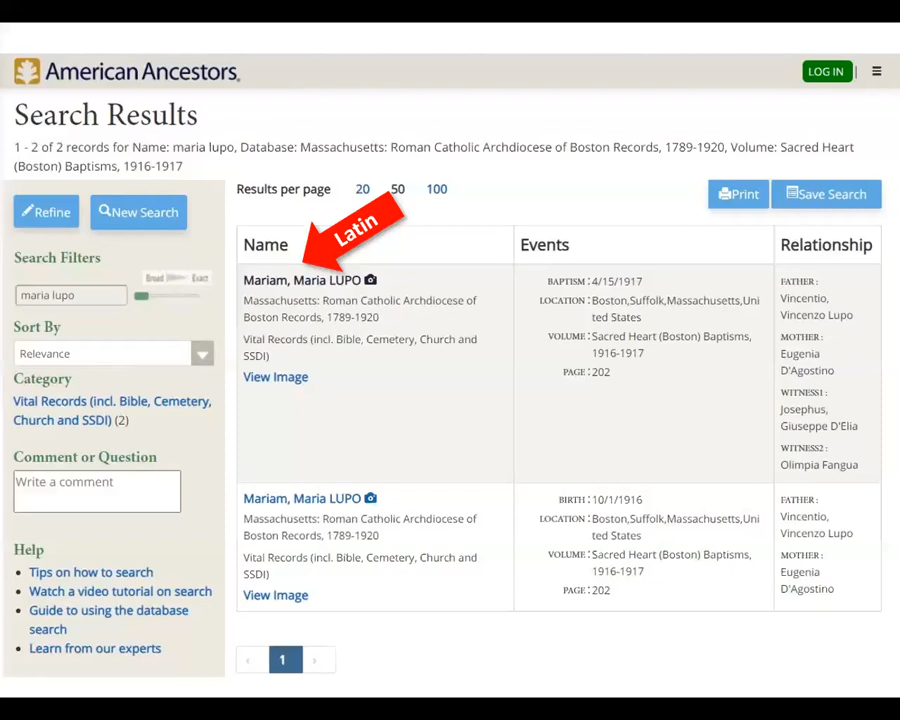 American Ancestors®
LOG IN
Search Results
1 - 2 of 2 records for Name: maria lupo, Database: Massachusetts: Roman Catholic Archdiocese of Boston Records, 1789-1920, Volume: Sacred Heart
(Boston) Baptisms, 1916-1917
Refine
New Search
Search Filters
Broad
Exact
maria lupo
Sort By
Relevance
Category
Vital Records (incl. Bible, Cemetery,
Church and SSDI) (2)
Comment or Question
Write a comment
Help
• Tips on how to search
• Watch a video tutorial on search
• Guide to using the database
search
• Learn from our experts
Results per page 20 50 100
Print
Save Search
Latin
Name
Events
Relationship
Mariam, Maria LUPO
Massachusetts: Roman Catholic Archdiocese of
Boston Records, 1789-1920
Vital Records (incl. Bible, Cemetery, Church and
SSDI)
View Image
BAPTISM : 4/15/1917
LOCATION : Boston,Suffolk,Massachusetts,Uni
ted States
VOLUME : Sacred Heart (Boston) Baptisms,
1916-1917
PAGE : 202
FATHER :
Vincentio,
Vincenzo Lupo
MOTHER :
Eugenia
D'Agostino
WITNESS1 :
Josephus,
Giuseppe D'Elia
WITNESS2 :
Olimpia Fangua
Mariam, Maria LUPO
Massachusetts: Roman Catholic Archdiocese of
Boston Records, 1789-1920
Vital Records (incl. Bible, Cemetery, Church and
SSDI)
View Image
BIRTH : 10/1/1916
LOCATION : Boston,Suffolk,Massachusetts,Uni
ted States
VOLUME : Sacred Heart (Boston) Baptisms,
1916-1917
PAGE : 202
FATHER :
Vincentio,
Vincenzo Lupo
MOTHER :
Eugenia
D'Agostino
‹ 1 ›